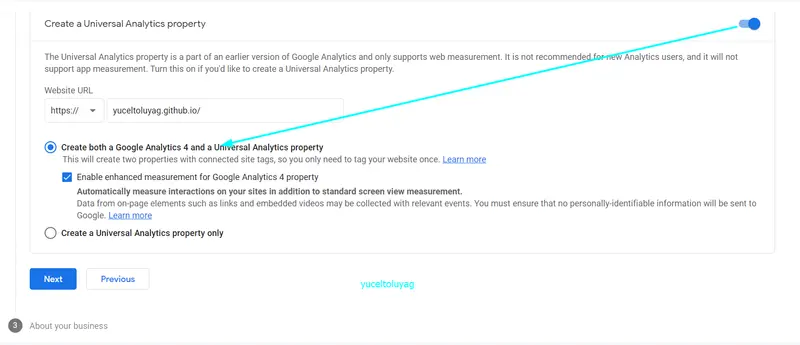 Create a Universal Analytics property
The Universal Analytics property is a part of an earlier version of Google Analytics and only supports web measurement. It is not recommended for new Analytics users, and it will not
support app measurement. Turn this on if you'd like to create a Universal Analytics property.
Website URL
https:// yuceltoluyag.github.io/
Create both a Google Analytics 4 and a Universal Analytics property
This will create two properties with connected site tags, so you only need to tag your website once. Learn more
Enable enhanced measurement for Google Analytics 4 property
Automatically measure interactions on your sites in addition to standard screen view measurement.
Data from on-page elements such as links and embedded videos may be collected with relevant events. You must ensure that no personally-identifiable information will be sent to
Google. Learn more
Create a Universal Analytics property only
Next Previous
yuceltoluyag
3 About your business